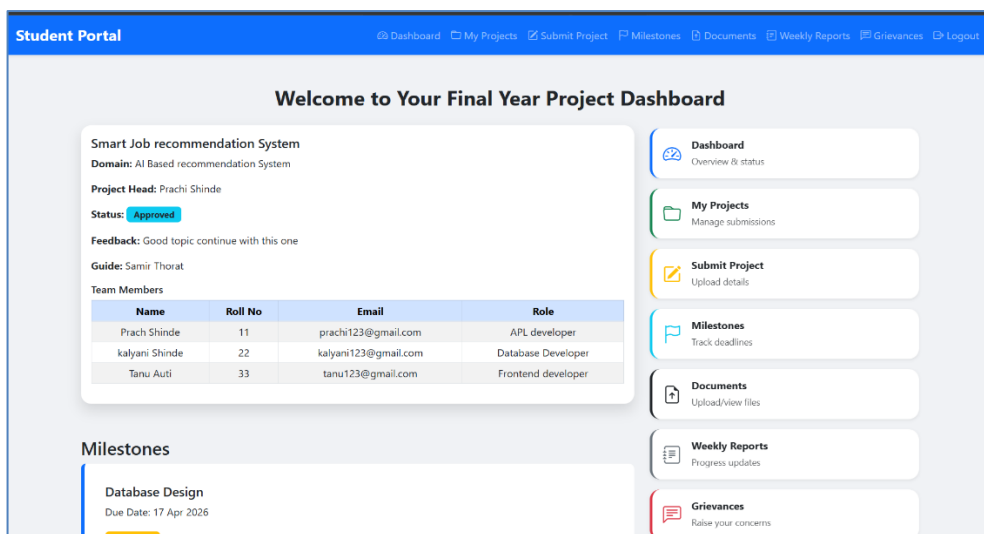 Student Portal
Dashboard My Projects Submit Project Milestones Documents Weekly Reports Grievances Logout
Welcome to Your Final Year Project Dashboard
Smart Job recommendation System
Domain: AI Based recommendation System
Project Head: Prachi Shinde
Status: Approved
Feedback: Good topic continue with this one
Guide: Samir Thorat
Team Members
Name Roll No Email Role
Prach Shinde 11 prachi123@gmail.com APL developer
kalyani Shinde 22 kalyani123@gmail.com Database Developer
Tanu Auti 33 tanu123@gmail.com Frontend developer
Milestones
Database Design
Due Date: 17 Apr 2026
Dashboard
Overview & status
My Projects
Manage submissions
Submit Project
Upload details
Milestones
Track deadlines
Documents
Upload/view files
Weekly Reports
Progress updates
Grievances
Raise your concerns